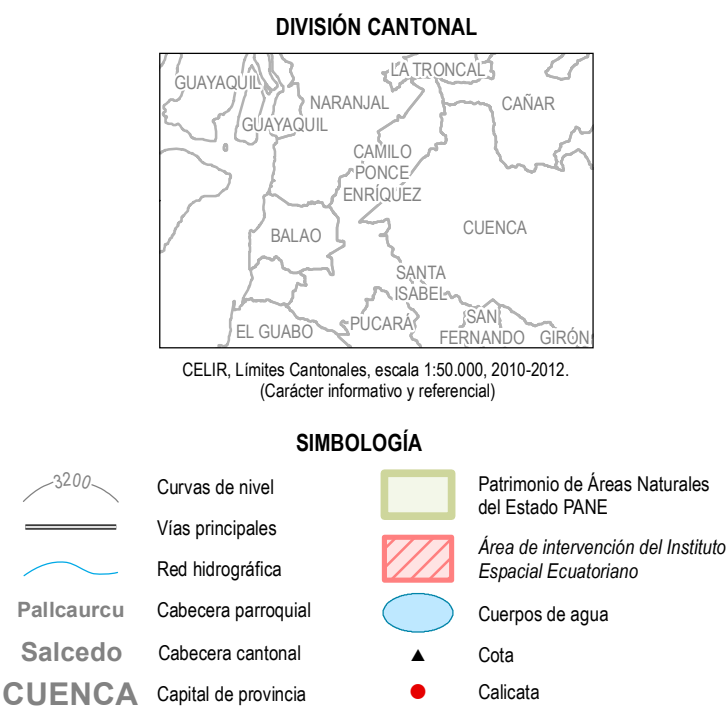 DIVISIÓN CANTONAL
GUAYAQUIL
LA TRONCAL
NARANJAL
CAÑAR
GUAYAQUIL
CAMILO
PONCE
ENRÍQUEZ
CUENCA
BALAO
SANTA
ISABEL
EL GUABO
PUCARÁ
SAN
FERNANDO
GIRÓN
CELIR, Límites Cantonales, escala 1:50.000, 2010-2012.
(Carácter informativo y referencial)
SIMBOLOGÍA
3200
Curvas de nivel
Vías principales
Red hidrográfica
Pallcaurcu
Cabecera parroquial
Salcedo
Cabecera cantonal
CUENCA
Capital de provincia
Patrimonio de Áreas Naturales
del Estado PANE
Área de intervención del Instituto
Espacial Ecuatoriano
Cuerpos de agua
Cota
Calicata